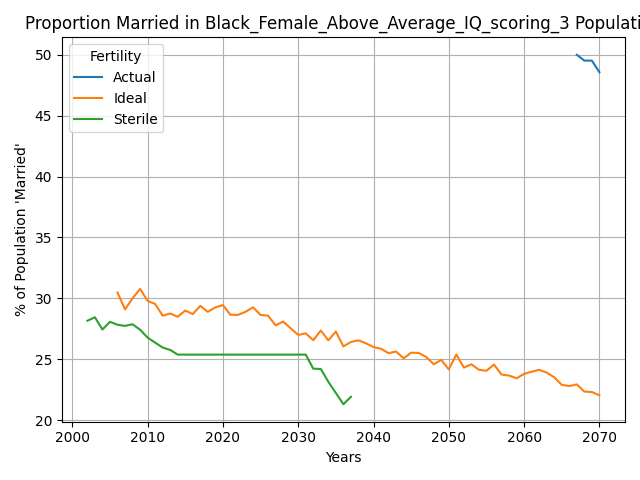 Proportion Married in Black_Female_Above_Average_IQ_scoring_3 Populati
Fertility
Actual
Ideal
Sterile
% of Population 'Married'
50
45
40
35
30
25
20
2000 2010 2020 2030 2040 2050 2060 2070
Years